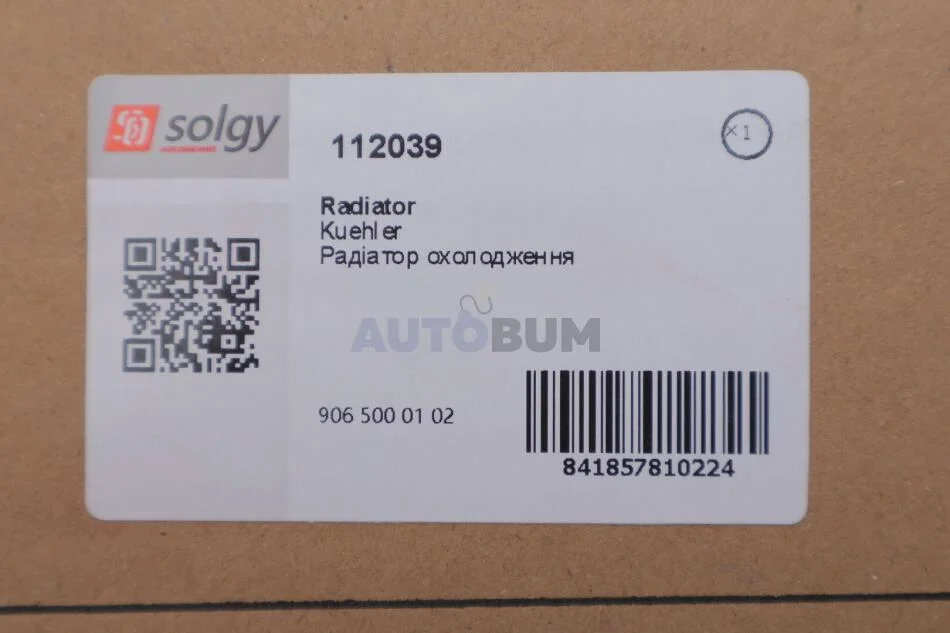 solgy
112039
×1
Radiator
Kuehler
Радіатор охолодження
AUTOBUM
906 500 01 02
841857810224